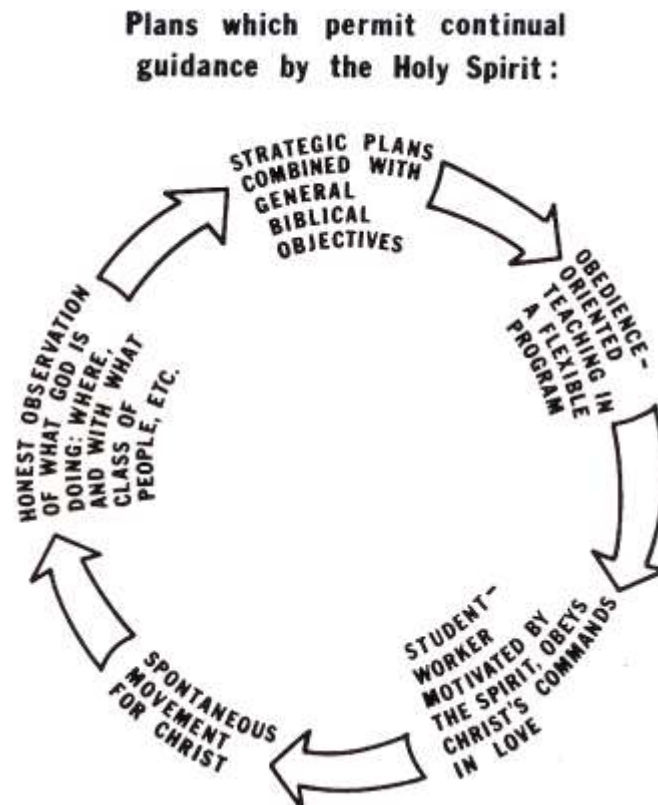 Plans which permit continual
guidance by the Holy Spirit:
STRATEGIC PLANS
COMBINED WITH
GENERAL
BIBLICAL
OBJECTIVES
OBEDIENCE-
ORIENTED
TEACHING IN
A FLEXIBLE
PROGRAM
STUDENT-
WORKER
MOTIVATED BY
THE SPIRIT, OBEYS
CHRIST'S COMMANDS
IN LOVE
SPONTANEOUS
MOVEMENT
FOR CHRIST
HONEST OBSERVATION
OF WHAT GOD IS
DOING: WHERE,
AND WITH WHAT
CLASS OF
PEOPLE, ETC.